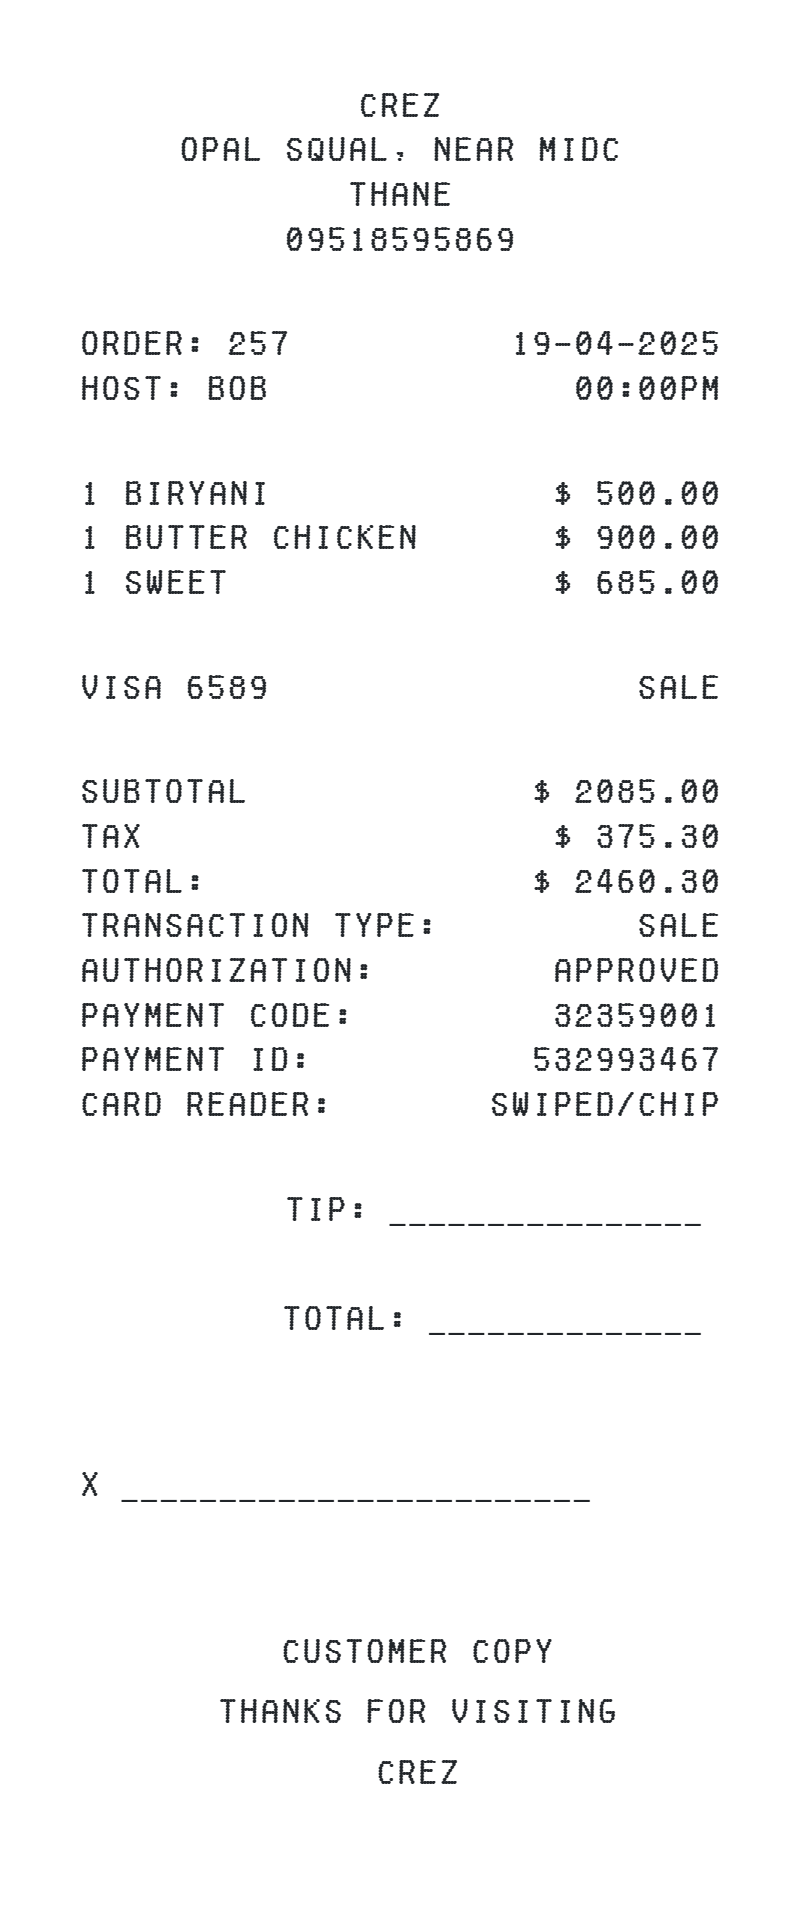 CREZ
OPAL SQUAL, NEAR MIDC
THANE
09518595869
ORDER: 257 19-04-2025
HOST: BOB 00:00PM
1 BIRYANI $ 500.00
1 BUTTER CHICKEN $ 900.00
1 SWEET $ 685.00
VISA 6589 SALE
SUBTOTAL $ 2085.00
TAX $ 375.30
TOTAL: $ 2460.30
TRANSACTION TYPE: SALE
AUTHORIZATION: APPROVED
PAYMENT CODE: 32359001
PAYMENT ID: 532993467
CARD READER: SWIPED/CHIP
TIP: ________________
TOTAL: ______________
X ________________________
CUSTOMER COPY
THANKS FOR VISITING
CREZ